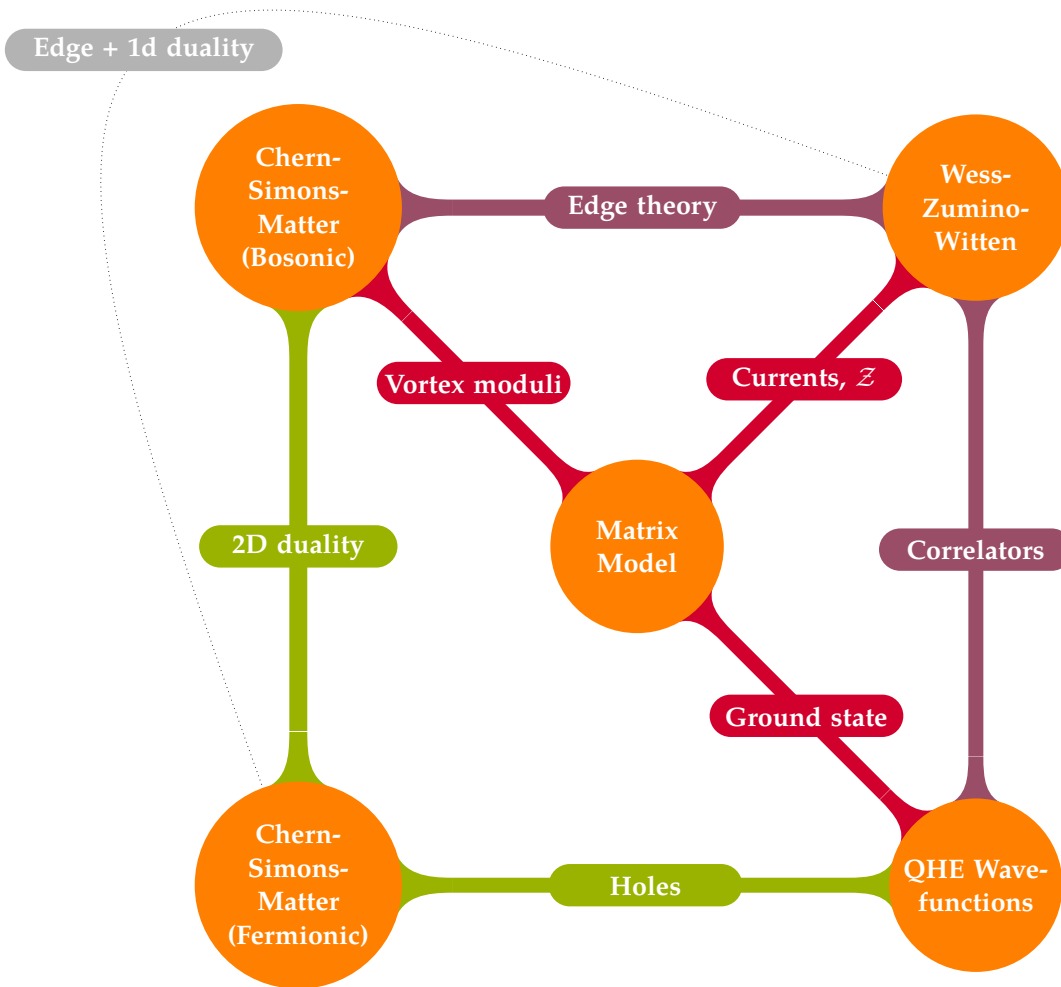 Edge + 1d duality
Chern-
Simons-
Matter
(Bosonic)
Edge theory
Wess-
Zumino-
Witten
Vortex moduli
Currents, 𝒵
2D duality
Matrix
Model
Correlators
Ground state
Chern-
Simons-
Matter
(Fermionic)
Holes
QHE Wave-
functions